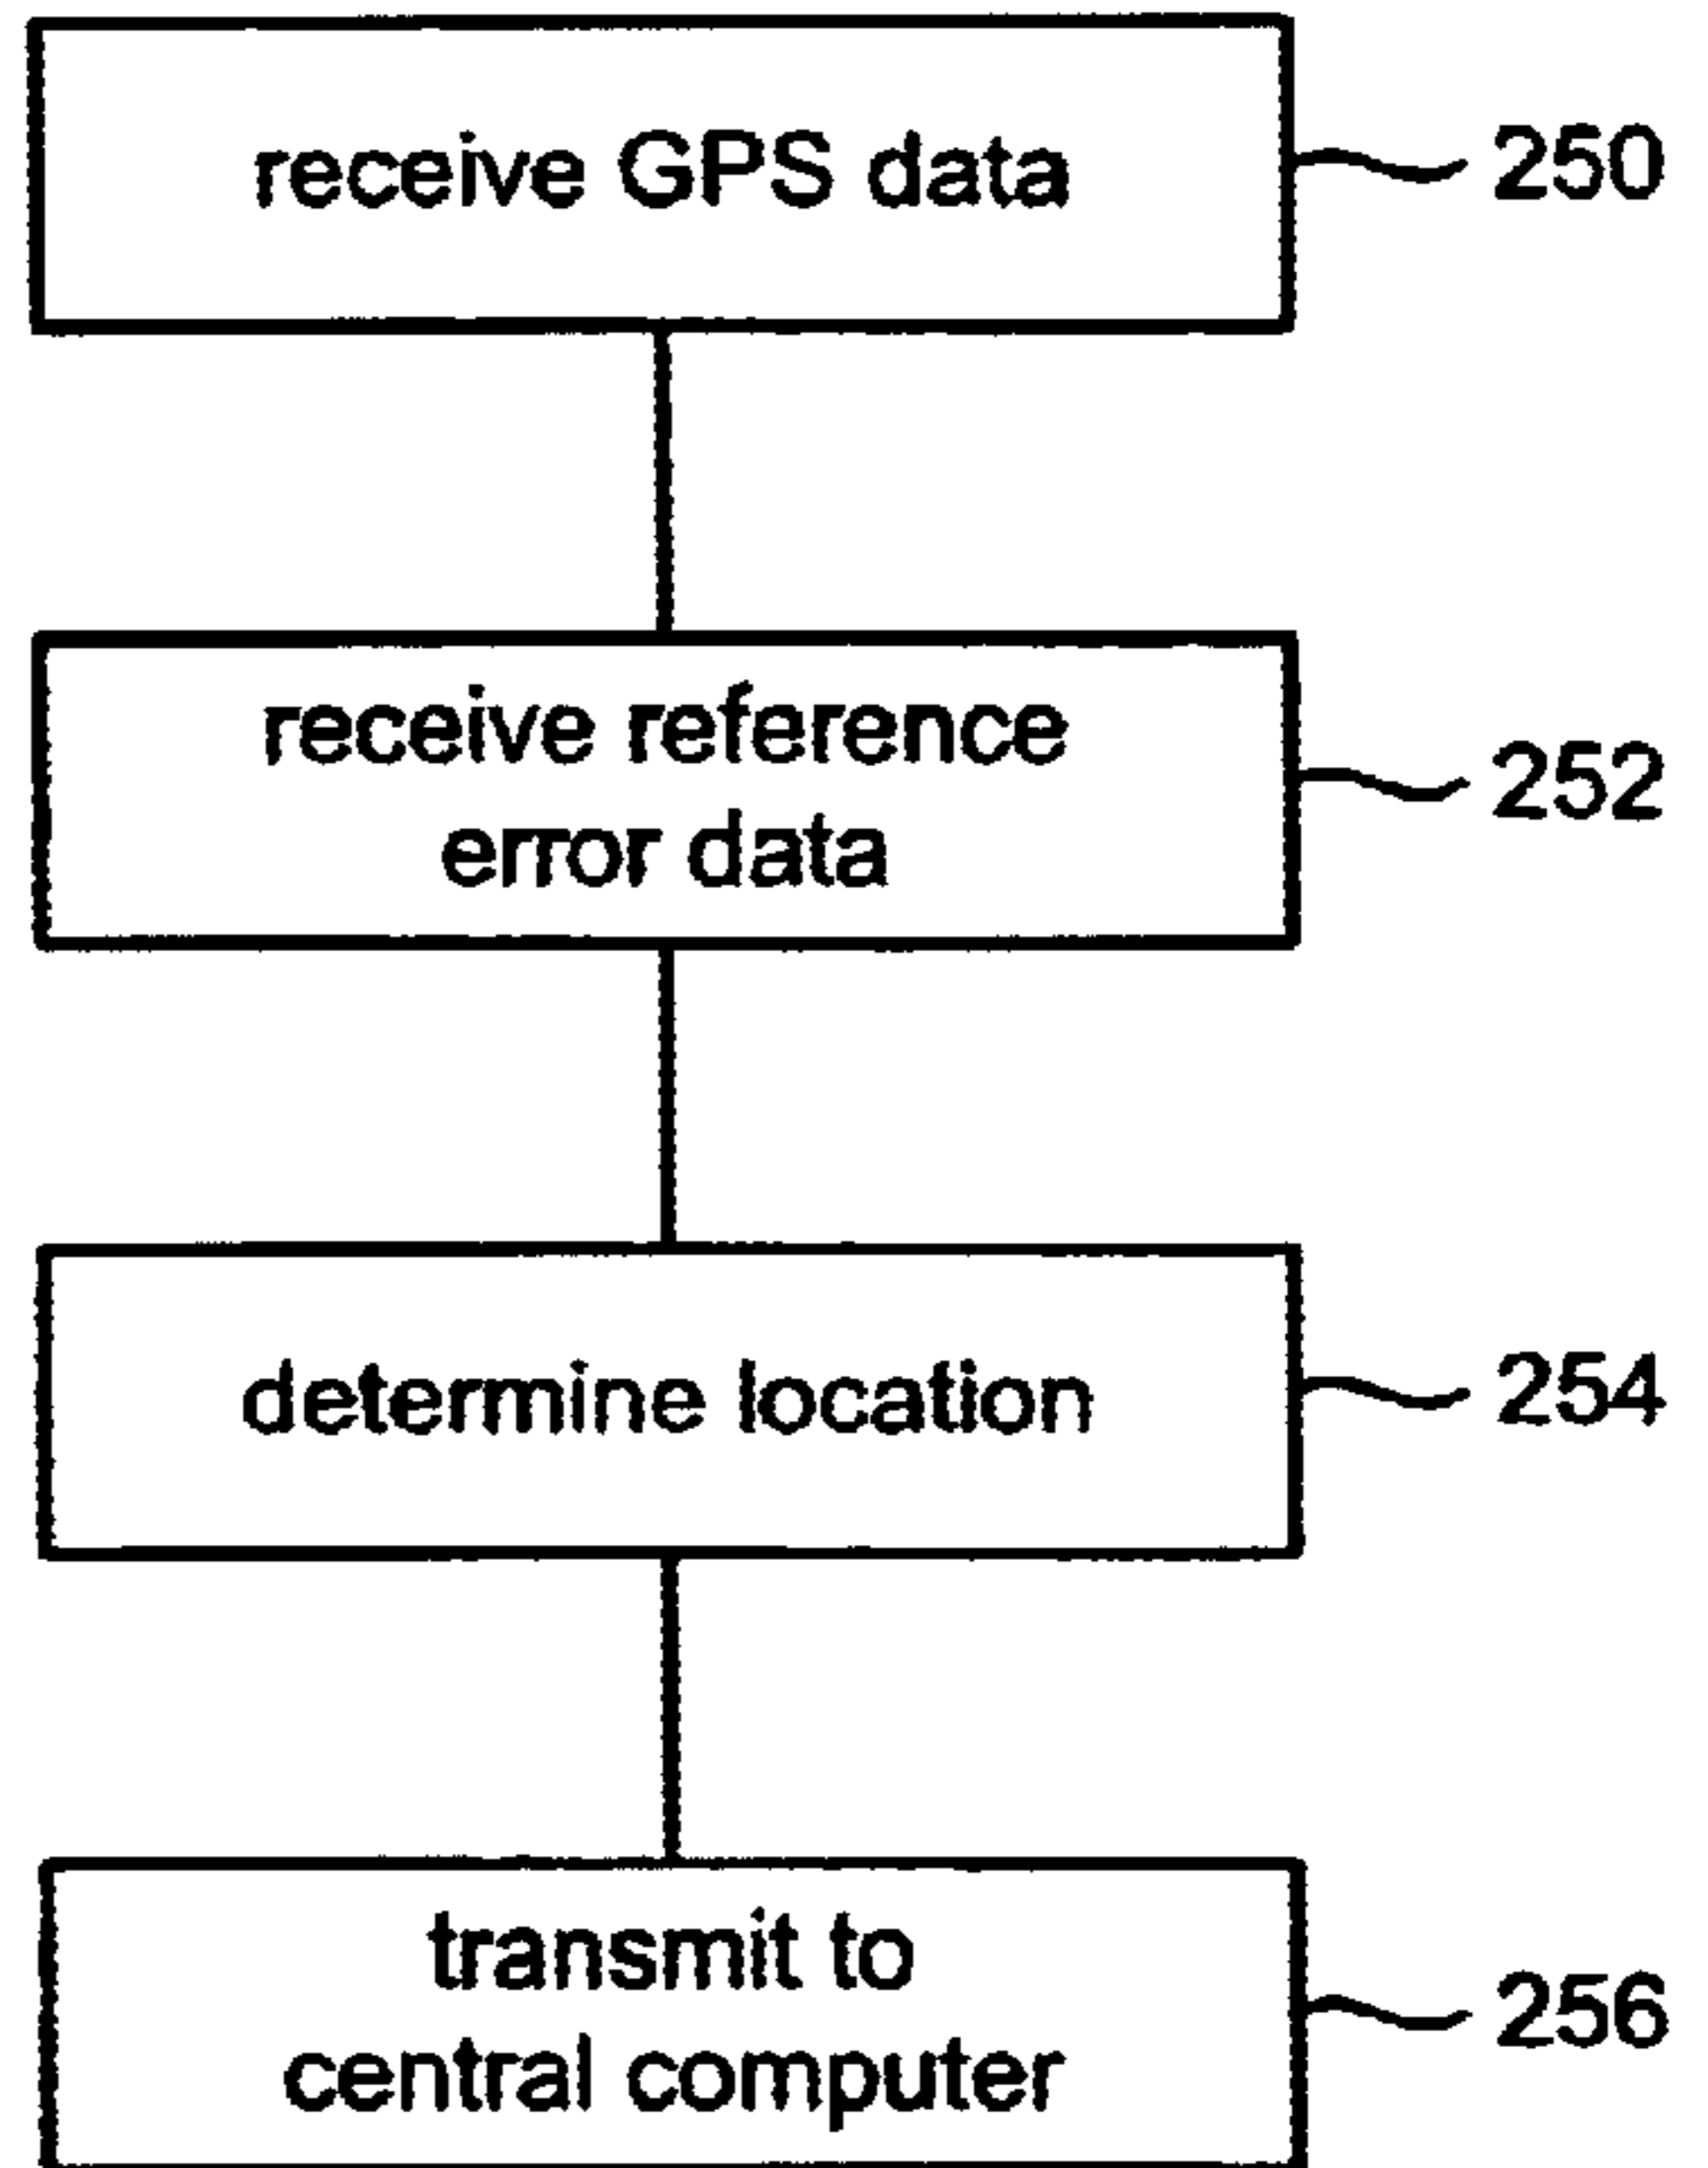 receive GPS data
250
receive reference
error data
252
determine location
254
transmit to
central computer
256